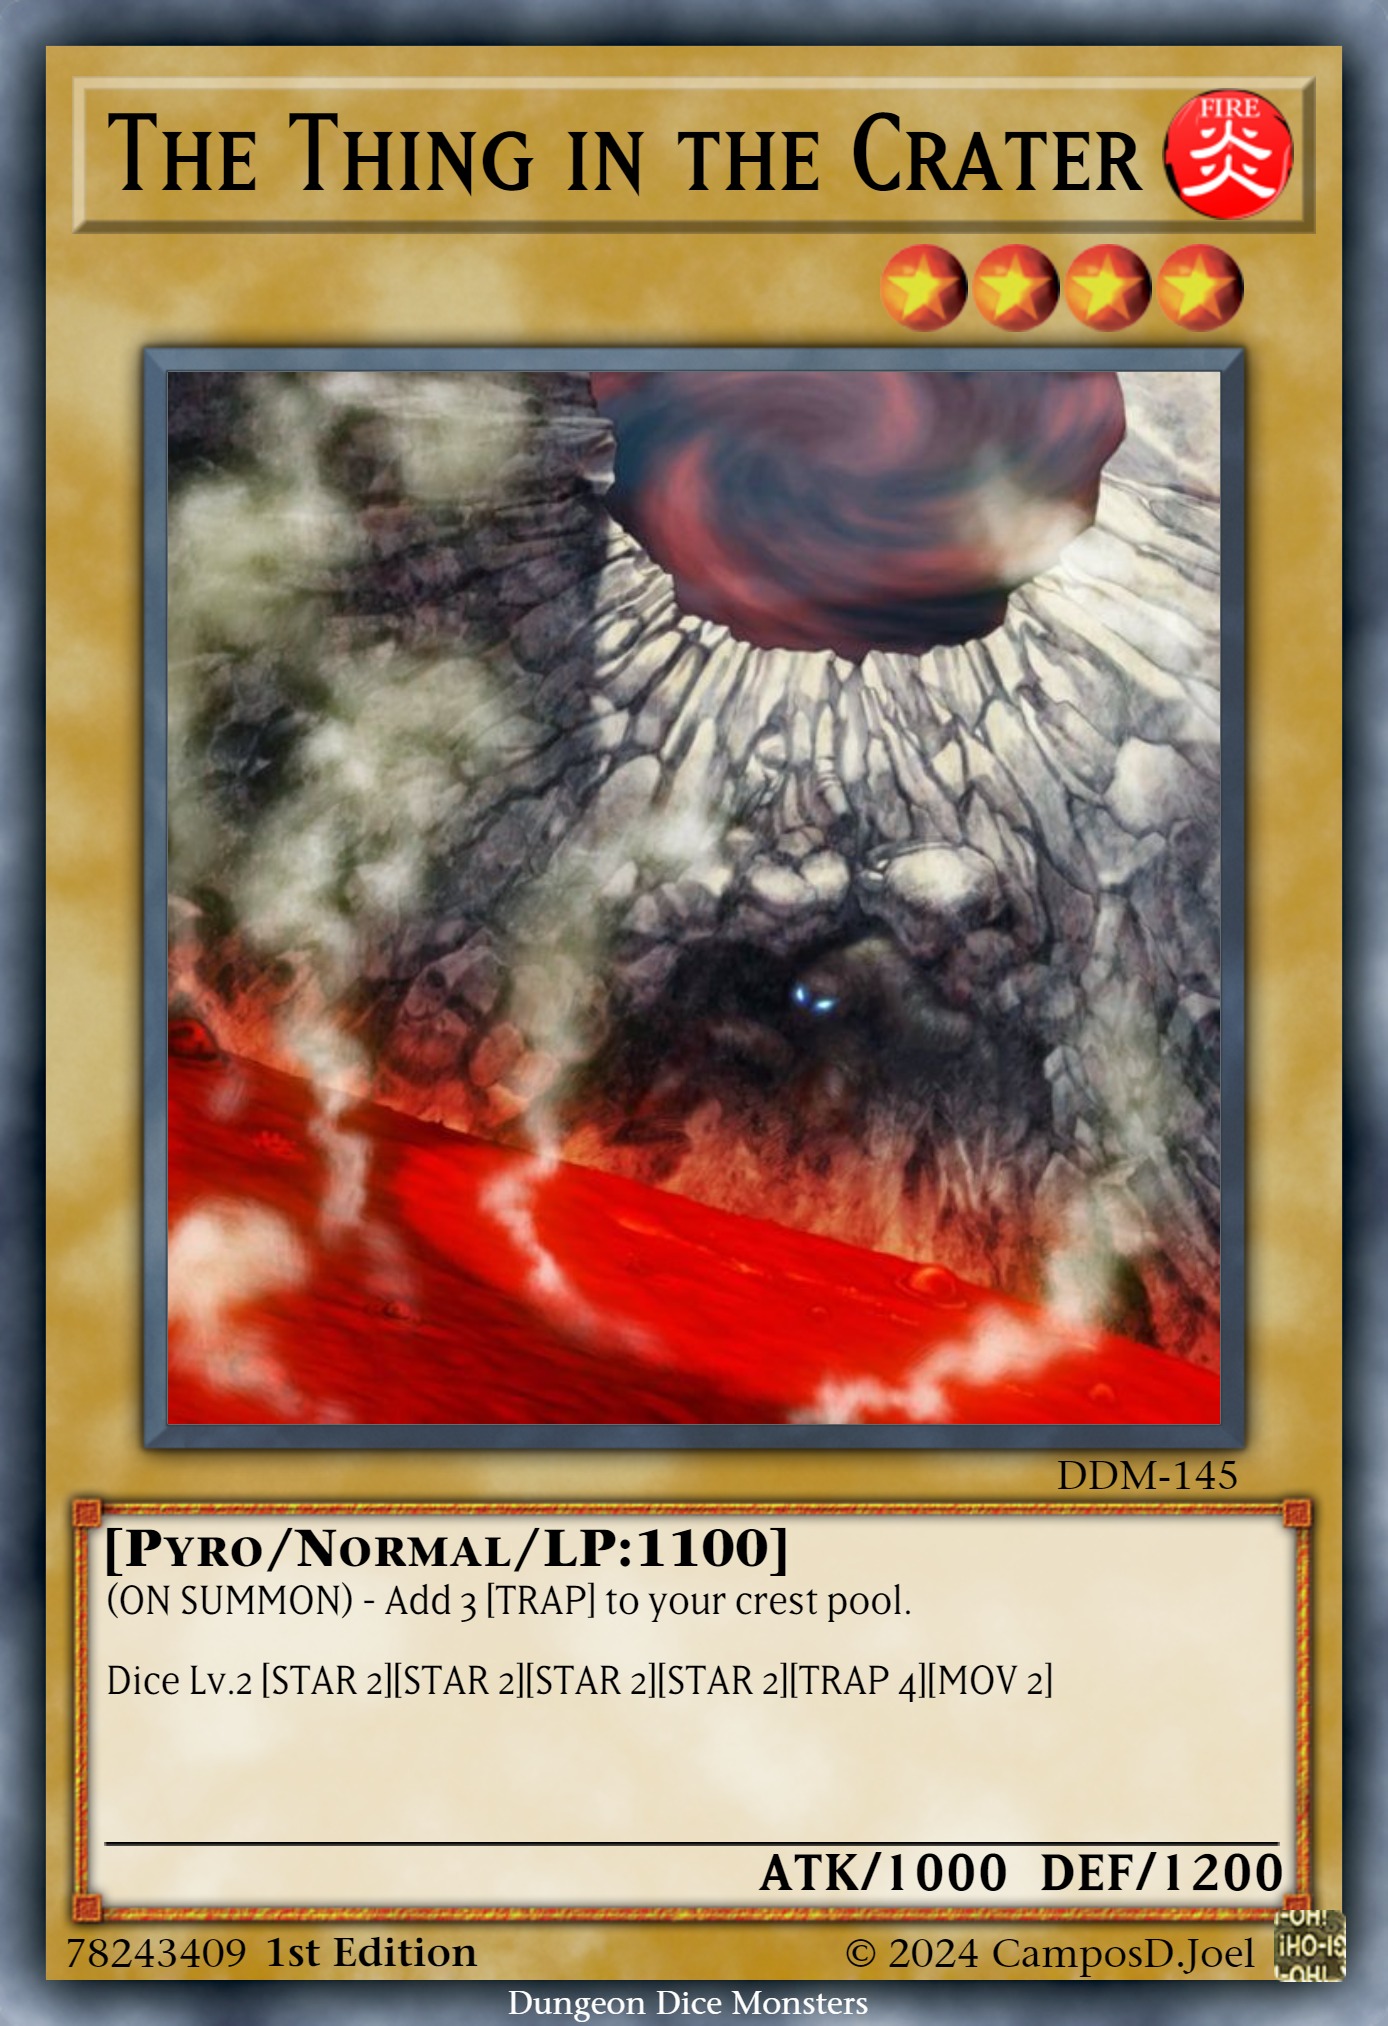 The Thing in the Crater
FIRE
炎
DDM-145
[Pyro/Normal/LP:1100]
(ON SUMMON) - Add 3 [TRAP] to your crest pool.
Dice Lv.2 [STAR 2][STAR 2][STAR 2][STAR 2][TRAP 4][MOV 2]
ATK/1000 DEF/1200
78243409 1st Edition
© 2024 CamposD.Joel
Dungeon Dice Monsters